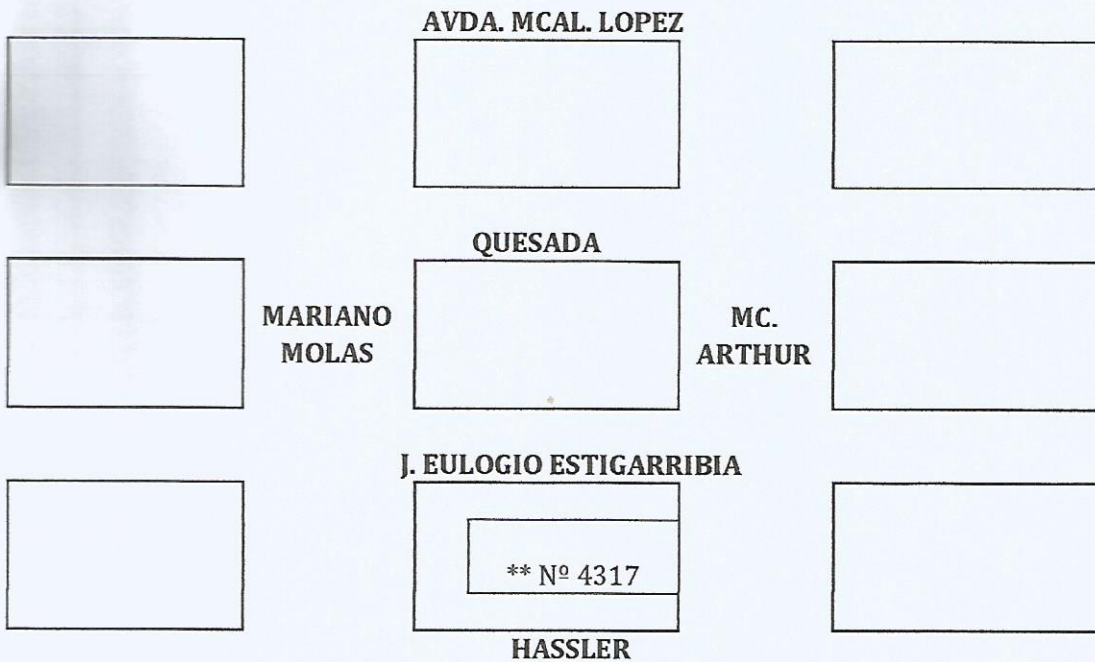 AVDA. MCAL. LOPEZ
QUESADA
MARIANO
MOLAS
MC.
ARTHUR
J. EULOGIO ESTIGARRIBIA
** Nº 4317
HASSLER